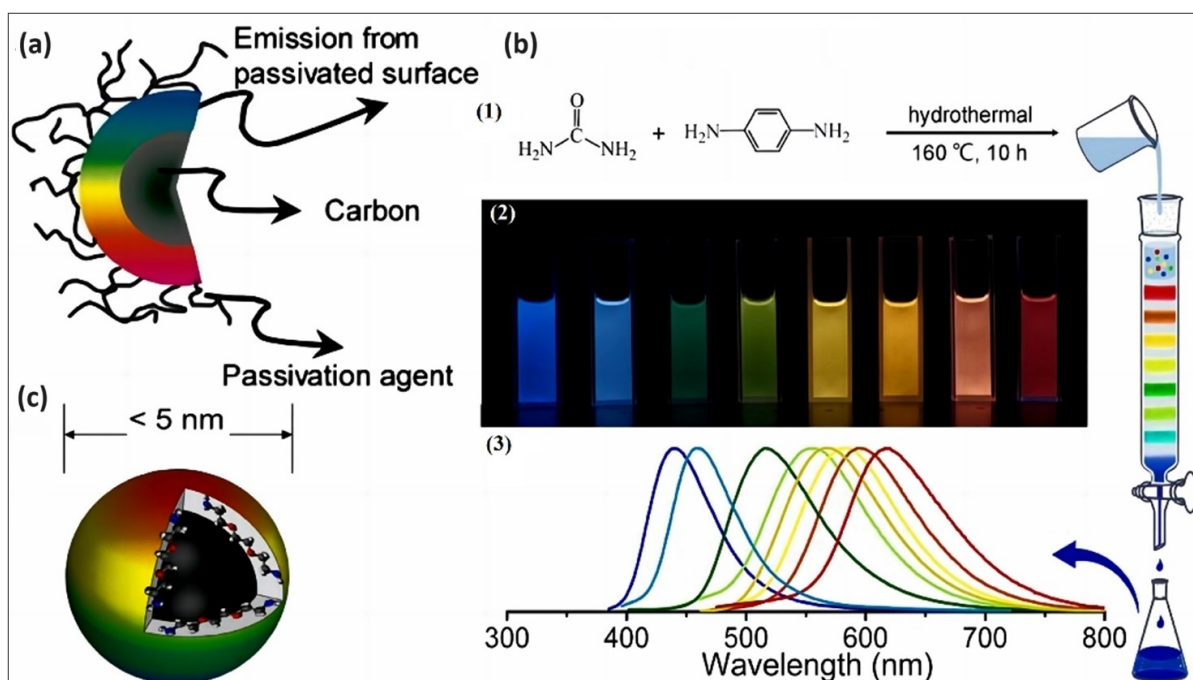 (a)
Emission from
passivated surface
Carbon
Passivation agent
(b)
(1)
O
C
H₂N NH₂
+
H₂N NH₂
hydrothermal
160 ℃, 10 h
(2)
(3)
300 400 500 600 700 800
Wavelength (nm)
(c)
< 5 nm